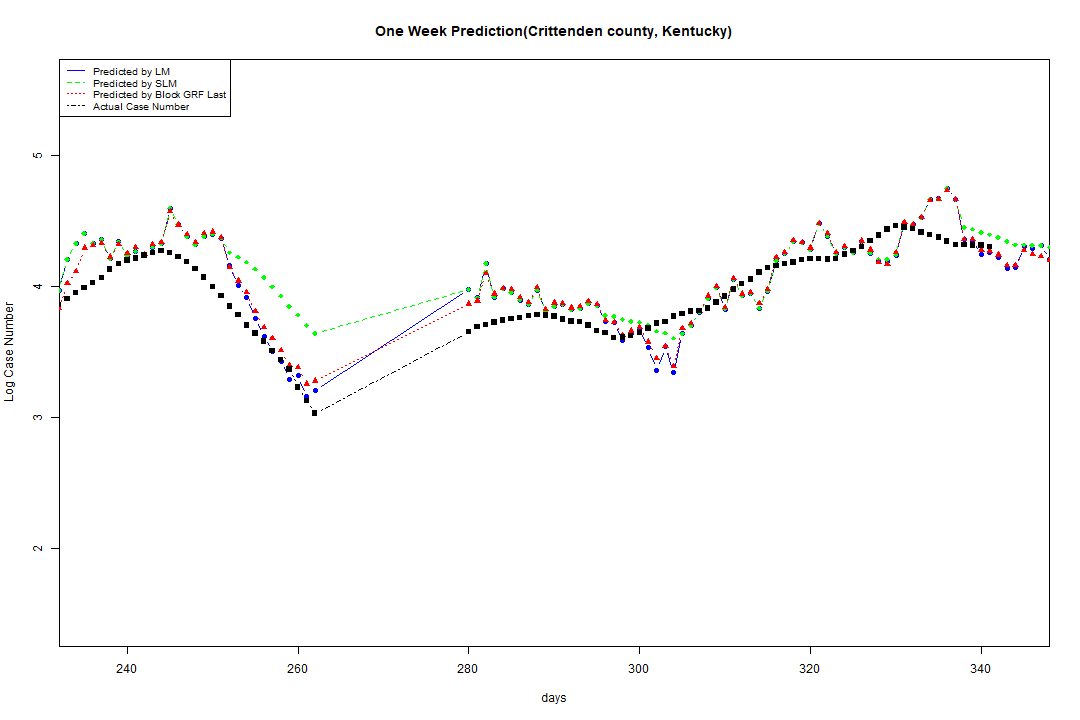 One Week Prediction(Crittenden county, Kentucky)
Predicted by LM
Predicted by SLM
Predicted by Block GRF Last
Actual Case Number
5
4
3
2
Log Case Number
240 260 280 300 320 340
days